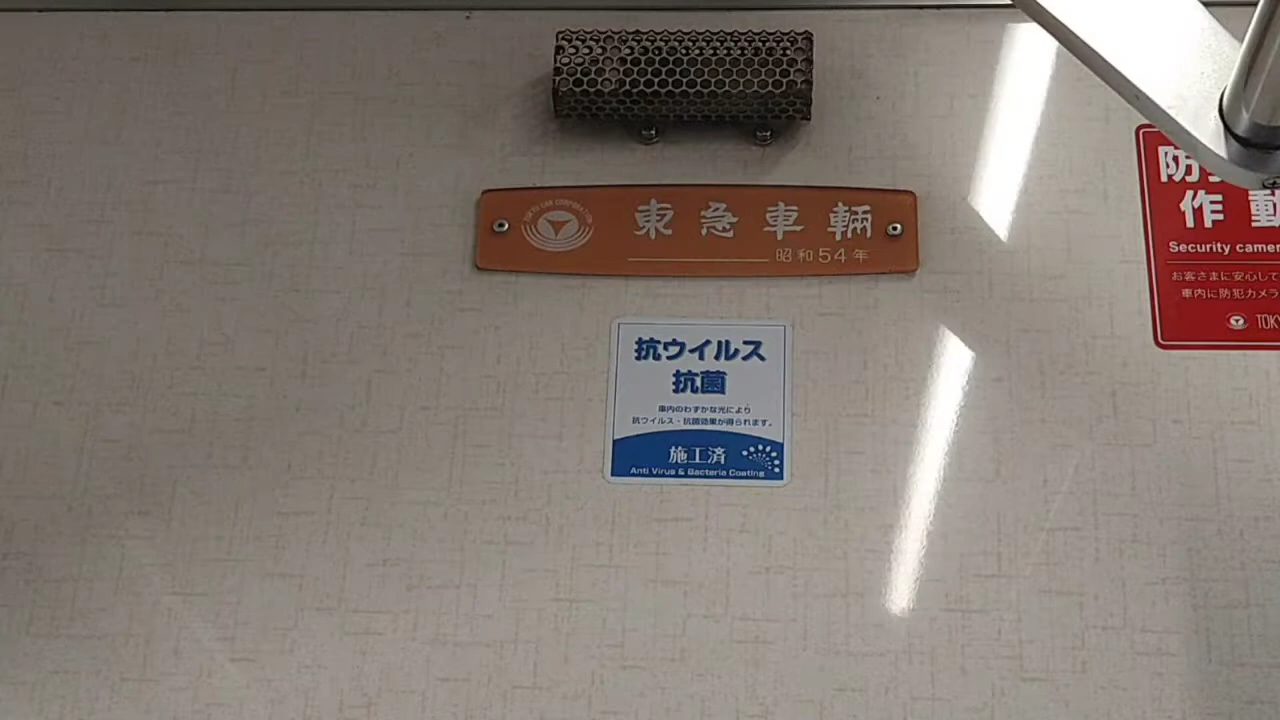 TOKYU CAR CORPORATION
東急車輛
昭和54年
抗ウイルス
抗菌
車内のわずかな光により
抗ウイルス・抗菌効果が得られます。
施工済
Anti Virus & Bacteria Coating
防
作動
Security camer
お客さまに安心して
車内に防犯カメラ
TOKY